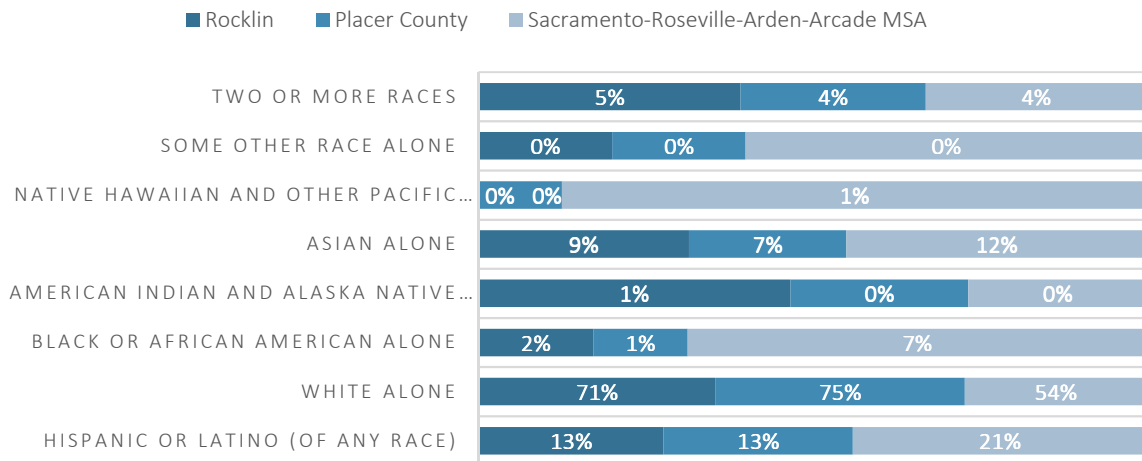 Rocklin Placer County Sacramento-Roseville-Arden-Arcade MSA
TWO OR MORE RACES 5% 4% 4%
SOME OTHER RACE ALONE 0% 0% 0%
NATIVE HAWAIIAN AND OTHER PACIFIC… 0% 0% 1%
ASIAN ALONE 9% 7% 12%
AMERICAN INDIAN AND ALASKA NATIVE… 1% 0% 0%
BLACK OR AFRICAN AMERICAN ALONE 2% 1% 7%
WHITE ALONE 71% 75% 54%
HISPANIC OR LATINO (OF ANY RACE) 13% 13% 21%